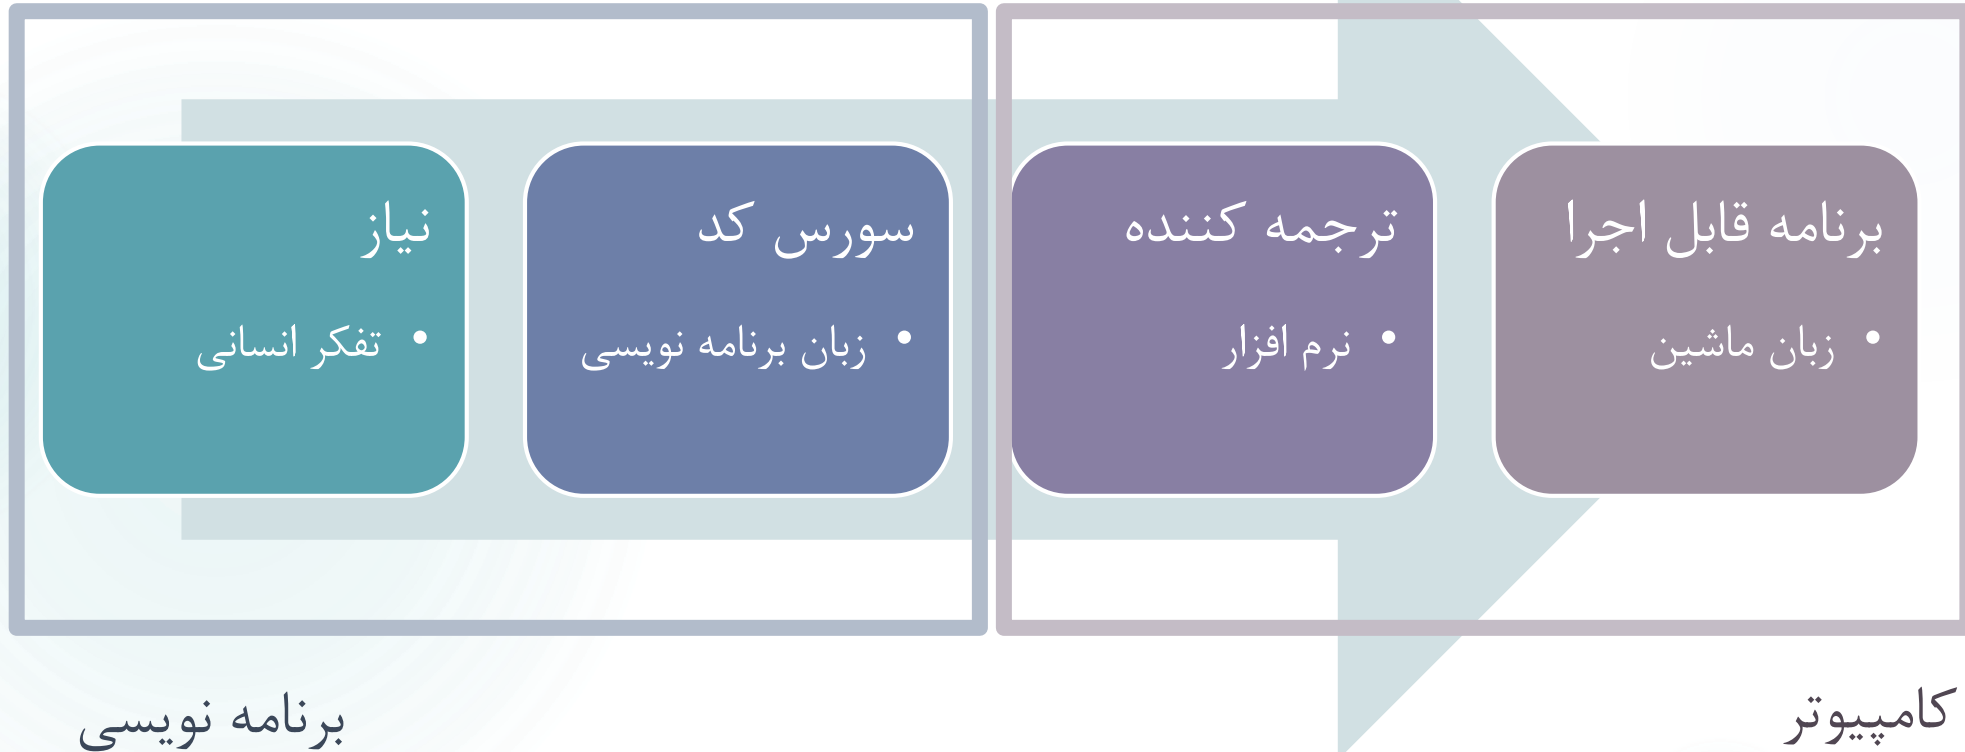 نیاز
• تفکر انسانی
سورس کد
• زبان برنامه نویسی
ترجمه کننده
• نرم افزار
برنامه قابل اجرا
• زبان ماشین
برنامه نویسی
کامپیوتر